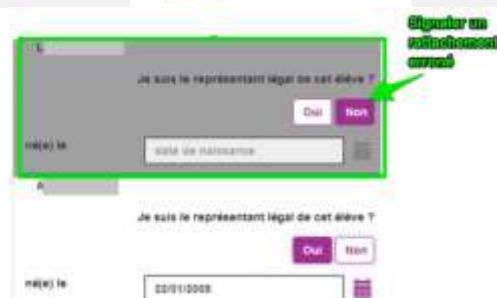 Signaler un
rattachement
erroné
L
Je suis le représentant légal de cet élève ?
Oui Non
né(e) le date de naissance
A
Je suis le représentant légal de cet élève ?
Oui Non
né(e) le 22/01/2005